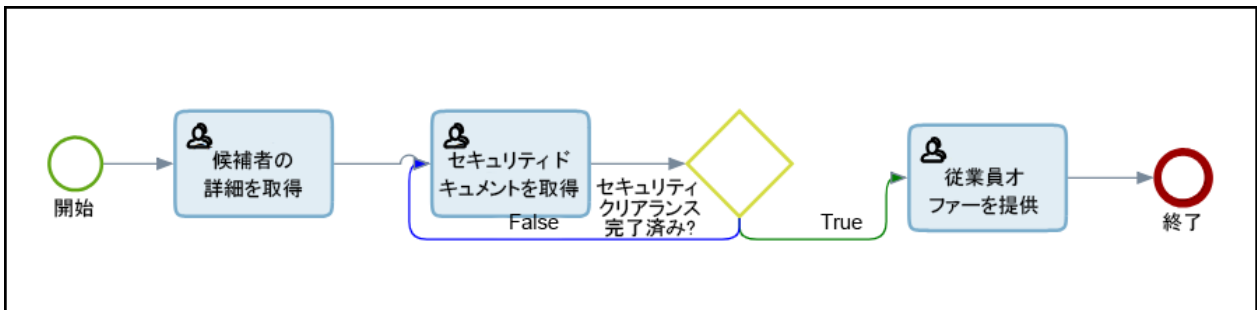 開始
候補者の
詳細を取得
セキュリティド
キュメントを取得
セキュリティ
クリアランス
完了済み?
False
True
従業員オ
ファーを提供
終了